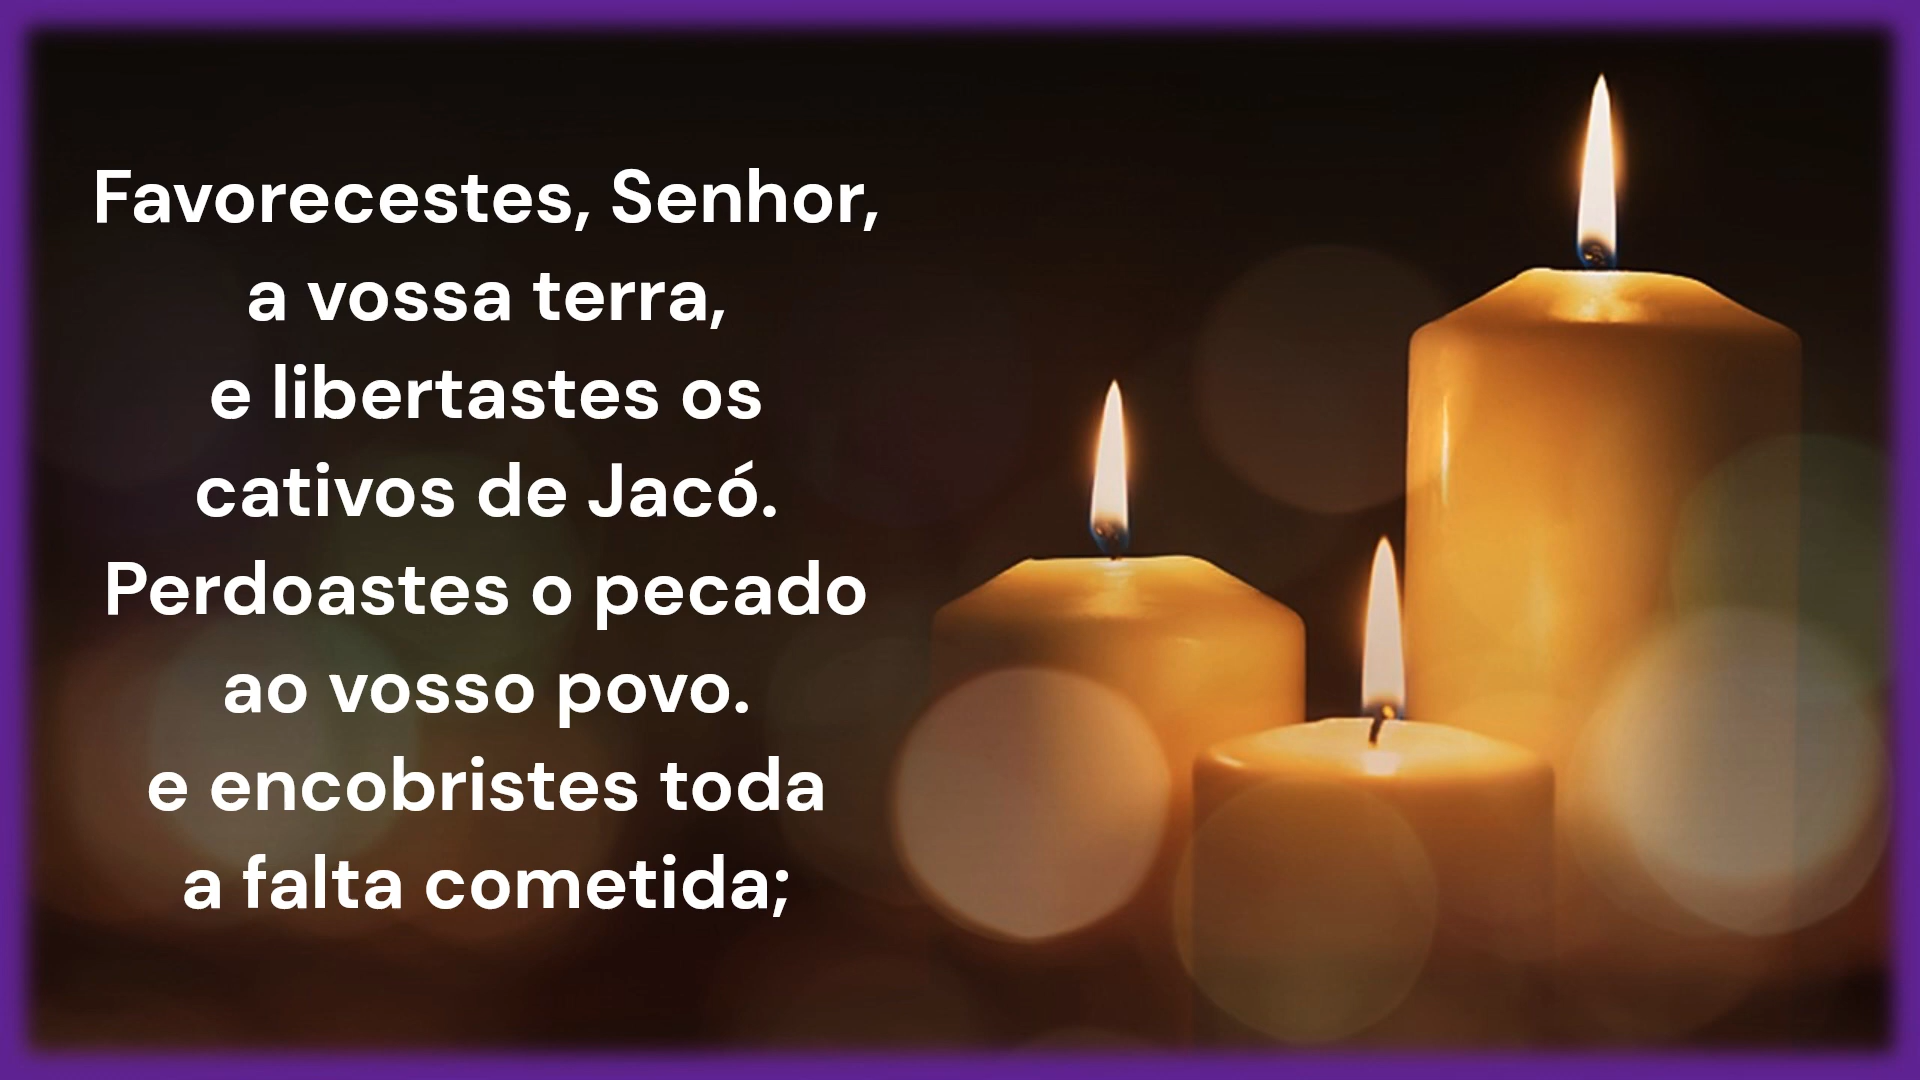 Favorecestes, Senhor,
a vossa terra,
e libertastes os
cativos de Jacó.
Perdoastes o pecado
ao vosso povo.
e encobristes toda
a falta cometida;